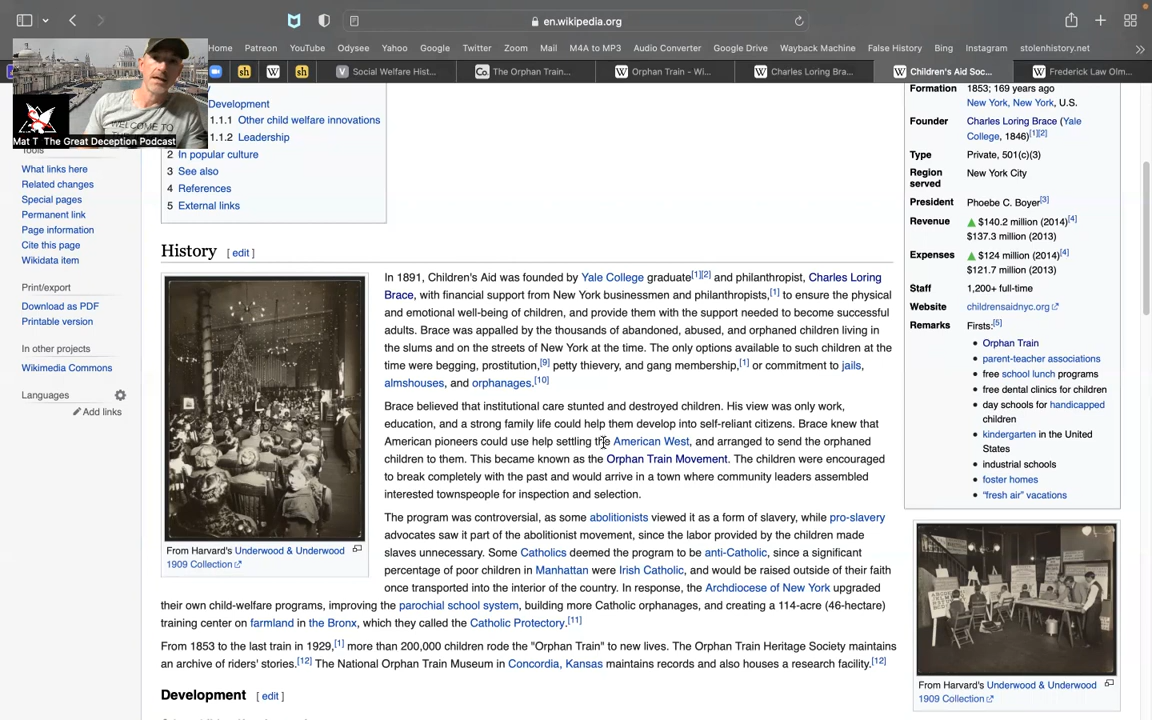 en.wikipedia.org
Home Patreon YouTube Odysee Yahoo Google Twitter Zoom Mail M4A to MP3 Audio Converter Google Drive Wayback Machine False History Bing Instagram stolenhistory.net
sh W sh V Social Welfare Hist... Co. The Orphan Train... W Orphan Train - Wi... W Charles Loring Bra... W Children's Aid Soc... W Frederick Law Olm...
WELCOME TO
Mat T The Great Deception Podcast
Tools
What links here
Related changes
Special pages
Permanent link
Page information
Cite this page
Wikidata item
Print/export
Download as PDF
Printable version
In other projects
Wikimedia Commons
Languages
Add links
Development
1.1.1 Other child welfare innovations
1.1.2 Leadership
2 In popular culture
3 See also
4 References
5 External links
History [ edit ]
From Harvard's Underwood & Underwood
1909 Collection
In 1891, Children's Aid was founded by Yale College graduate[1][2] and philanthropist, Charles Loring
Brace, with financial support from New York businessmen and philanthropists,[1] to ensure the physical
and emotional well-being of children, and provide them with the support needed to become successful
adults. Brace was appalled by the thousands of abandoned, abused, and orphaned children living in
the slums and on the streets of New York at the time. The only options available to such children at the
time were begging, prostitution,[9] petty thievery, and gang membership,[1] or commitment to jails,
almshouses, and orphanages.[10]
Brace believed that institutional care stunted and destroyed children. His view was only work,
education, and a strong family life could help them develop into self-reliant citizens. Brace knew that
American pioneers could use help settling the American West, and arranged to send the orphaned
children to them. This became known as the Orphan Train Movement. The children were encouraged
to break completely with the past and would arrive in a town where community leaders assembled
interested townspeople for inspection and selection.
The program was controversial, as some abolitionists viewed it as a form of slavery, while pro-slavery
advocates saw it part of the abolitionist movement, since the labor provided by the children made
slaves unnecessary. Some Catholics deemed the program to be anti-Catholic, since a significant
percentage of poor children in Manhattan were Irish Catholic, and would be raised outside of their faith
once transported into the interior of the country. In response, the Archdiocese of New York upgraded
their own child-welfare programs, improving the parochial school system, building more Catholic orphanages, and creating a 114-acre (46-hectare)
training center on farmland in the Bronx, which they called the Catholic Protectory.[11]
From 1853 to the last train in 1929,[1] more than 200,000 children rode the "Orphan Train" to new lives. The Orphan Train Heritage Society maintains
an archive of riders' stories.[12] The National Orphan Train Museum in Concordia, Kansas maintains records and also houses a research facility.[12]
Development [ edit ]
Formation 1853; 169 years ago
New York, New York, U.S.
Founder Charles Loring Brace (Yale
College, 1846)[1][2]
Type Private, 501(c)(3)
Region
served New York City
President Phoebe C. Boyer[3]
Revenue $140.2 million (2014)[4]
$137.3 million (2013)
Expenses $124 million (2014)[4]
$121.7 million (2013)
Staff 1,200+ full-time
Website childrensaidnyc.org
Remarks Firsts:[5]
• Orphan Train
• parent-teacher associations
• free school lunch programs
• free dental clinics for children
• day schools for handicapped
children
• kindergarten in the United
States
• industrial schools
• foster homes
• “fresh air” vacations
From Harvard's Underwood & Underwood
1909 Collection